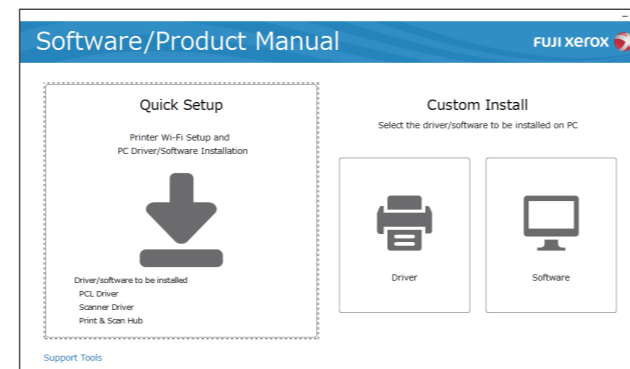 Software/Product Manual
FUJI XEROX
Quick Setup
Printer Wi-Fi Setup and
PC Driver/Software Installation
Driver/software to be installed
PCL Driver
Scanner Driver
Print & Scan Hub
Custom Install
Select the driver/software to be installed on PC
Driver
Software
Support Tools